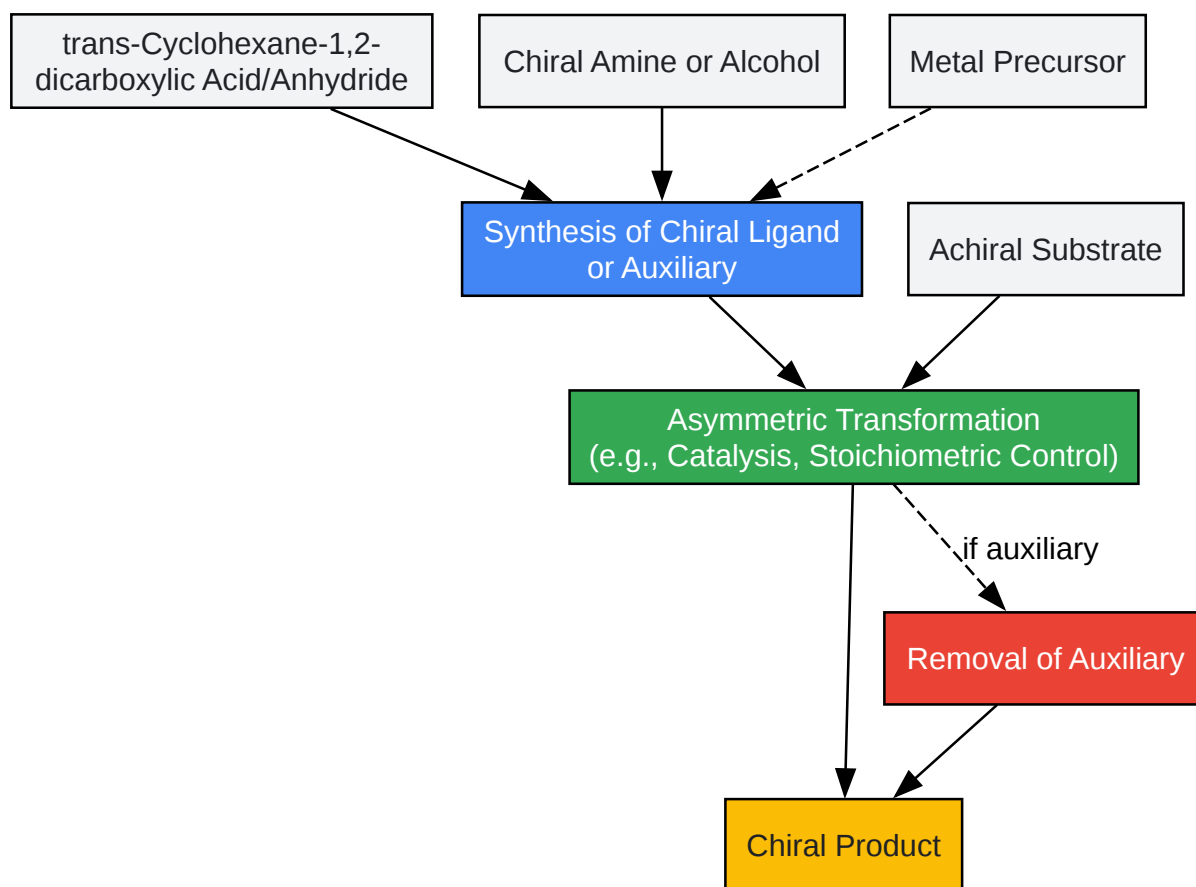 trans-Cyclohexane-1,2-
dicarboxylic Acid/Anhydride
Chiral Amine or Alcohol
Metal Precursor
Synthesis of Chiral Ligand
or Auxiliary
Achiral Substrate
Asymmetric Transformation
(e.g., Catalysis, Stoichiometric Control)
if auxiliary
Removal of Auxiliary
Chiral Product